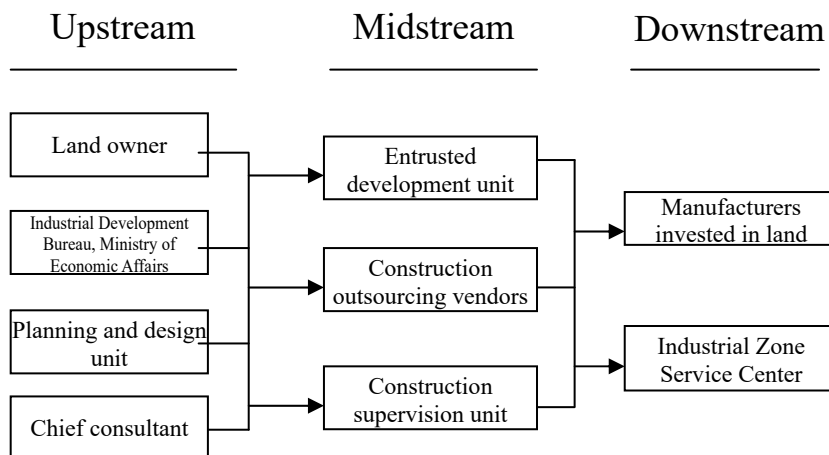 Upstream
Midstream
Downstream
Land owner
Industrial Development
Bureau, Ministry of
Economic Affairs
Planning and design
unit
Chief consultant
Entrusted
development unit
Construction
outsourcing vendors
Construction
supervision unit
Manufacturers
invested in land
Industrial Zone
Service Center